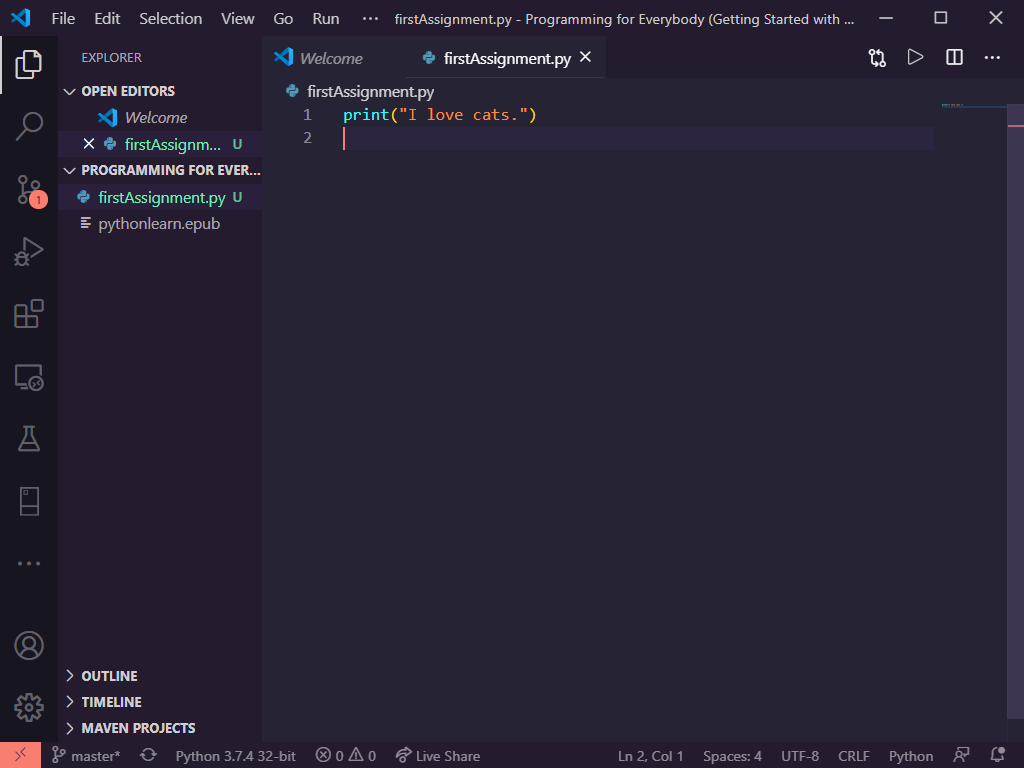 File Edit Selection View Go Run ··· firstAssignment.py - Programming for Everybody (Getting Started with ...
EXPLORER
OPEN EDITORS
Welcome
firstAssignm... U
PROGRAMMING FOR EVER...
firstAssignment.py U
pythonlearn.epub
OUTLINE
TIMELINE
MAVEN PROJECTS
1
Welcome firstAssignment.py
firstAssignment.py
1 print("I love cats.")
2
master* Python 3.7.4 32-bit 0 0 Live Share Ln 2, Col 1 Spaces: 4 UTF-8 CRLF Python